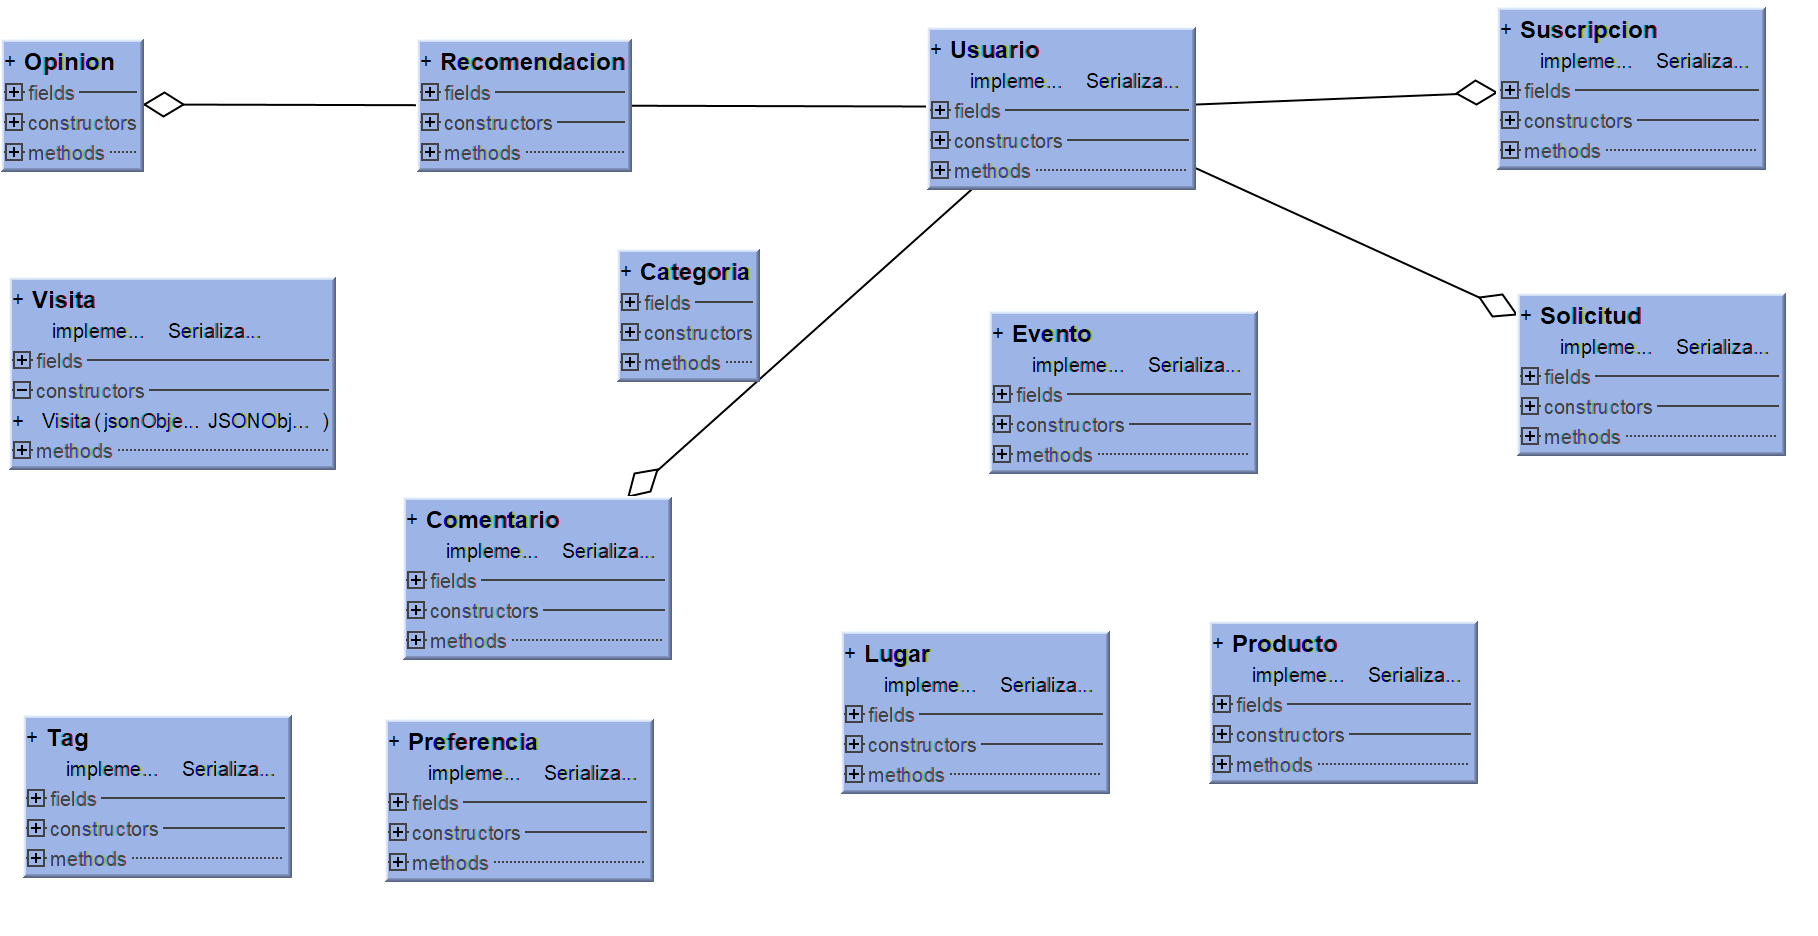 + Opinion
fields
constructors
methods
+ Recomendacion
fields
constructors
methods
+ Usuario
impleme... Serializa...
fields
constructors
methods
+ Suscripcion
impleme... Serializa...
fields
constructors
methods
+ Visita
impleme... Serializa...
fields
constructors
+ Visita (jsonObje... JSONObj... )
methods
+ Categoria
fields
constructors
methods
+ Evento
impleme... Serializa...
fields
constructors
methods
+ Solicitud
impleme... Serializa...
fields
constructors
methods
+ Comentario
impleme... Serializa...
fields
constructors
methods
+ Lugar
impleme... Serializa...
fields
constructors
methods
+ Producto
impleme... Serializa...
fields
constructors
methods
+ Tag
impleme... Serializa...
fields
constructors
methods
+ Preferencia
impleme... Serializa...
fields
constructors
methods